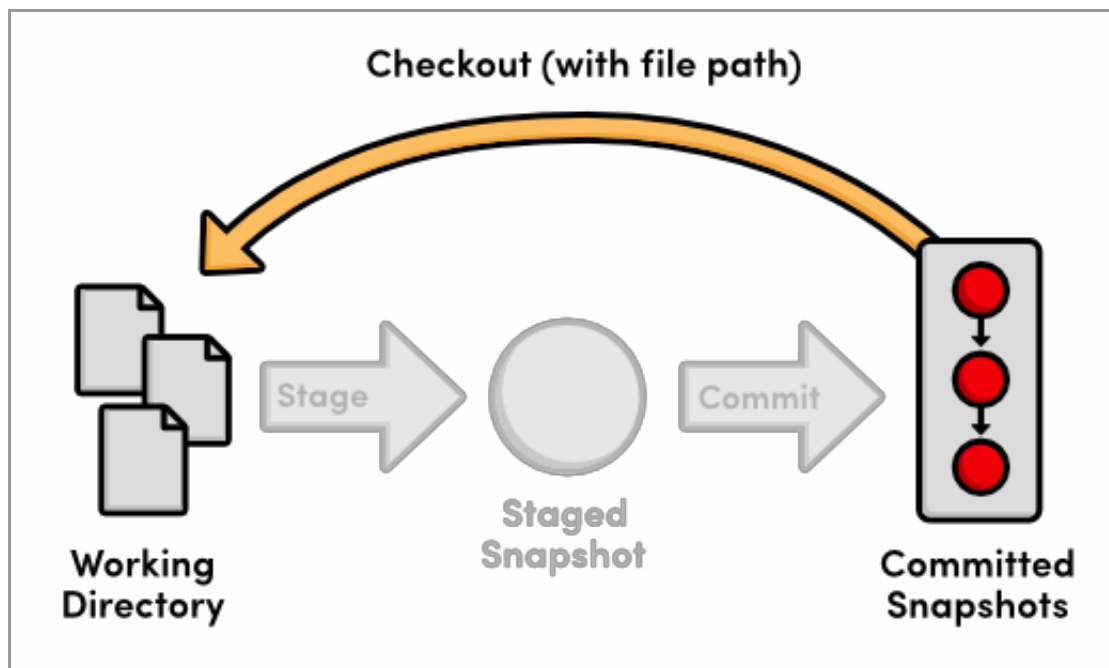 Checkout (with file path)
Stage
Commit
Staged
Snapshot
Working
Directory
Committed
Snapshots